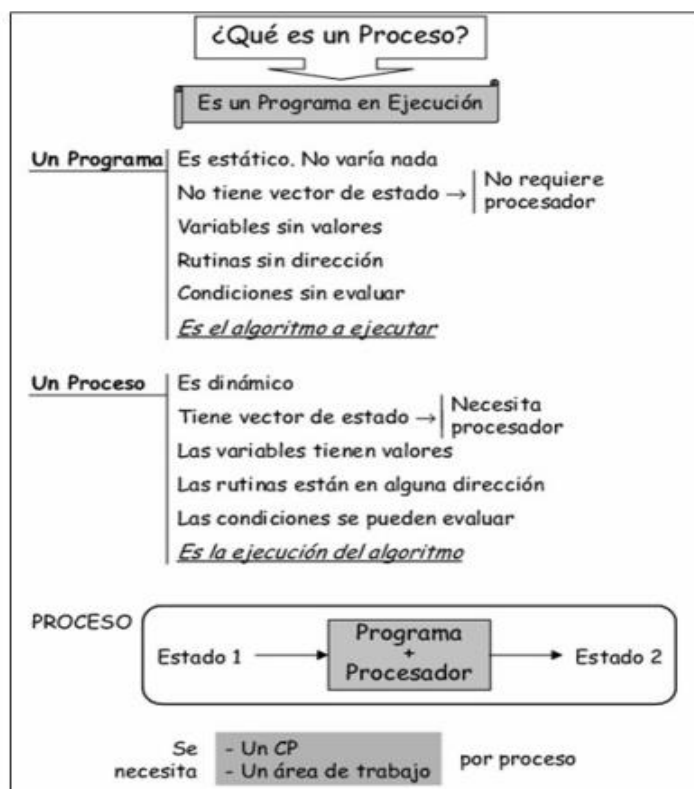 ¿Qué es un Proceso?
Es un Programa en Ejecución
Un Programa
Es estático. No varía nada
No tiene vector de estado → No requiere procesador
Variables sin valores
Rutinas sin dirección
Condiciones sin evaluar
Es el algoritmo a ejecutar
Un Proceso
Es dinámico
Tiene vector de estado → Necesita procesador
Las variables tienen valores
Las rutinas están en alguna dirección
Las condiciones se pueden evaluar
Es la ejecución del algoritmo
PROCESO
Estado 1
Programa
+
Procesador
Estado 2
Se necesita
- Un CP
- Un área de trabajo
por proceso